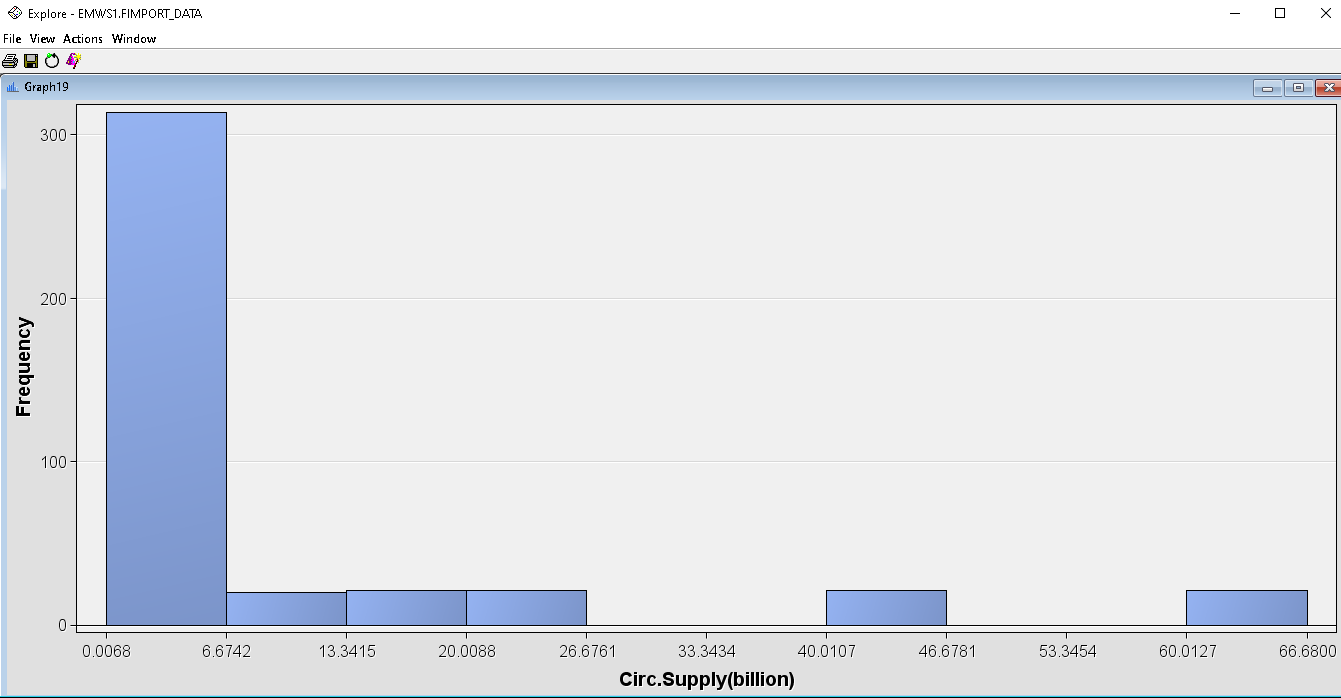 Explore - EMWS1.FIMPORT_DATA
File View Actions Window
Graph19
300
200
100
0
Frequency
0.0068 6.6742 13.3415 20.0088 26.6761 33.3434 40.0107 46.6781 53.3454 60.0127 66.6800
Circ.Supply(billion)